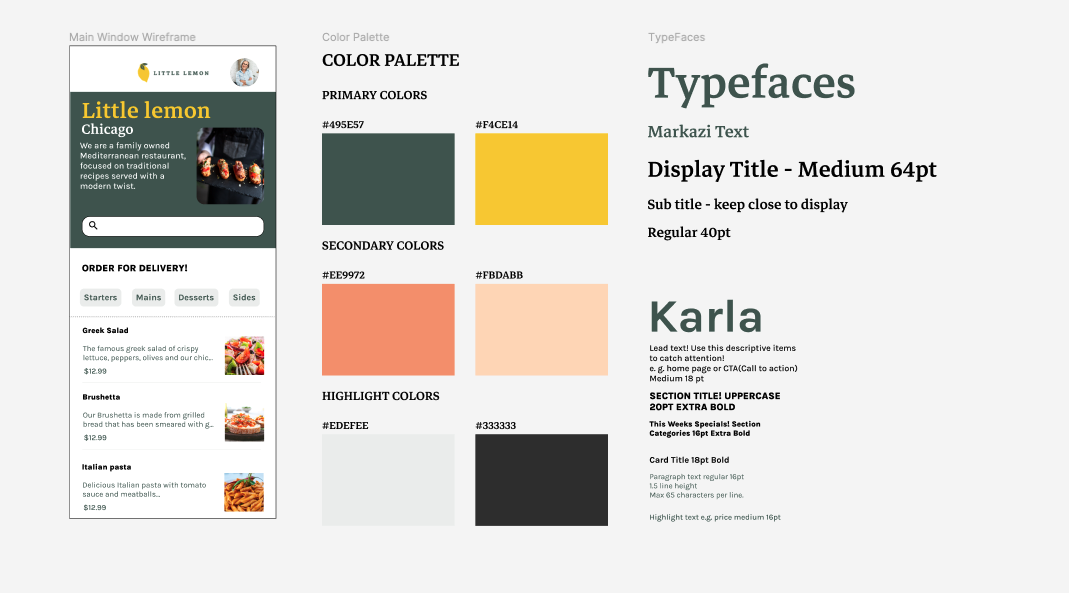 Main Window Wireframe
LITTLE LEMON
Little lemon
Chicago
We are a family owned
Mediterranean restaurant,
focused on traditional
recipes served with a
modern twist.
ORDER FOR DELIVERY!
Starters Mains Desserts Sides
Greek Salad
The famous greek salad of crispy
lettuce, peppers, olives and our chic...
$12.99
Brushetta
Our Brushetta is made from grilled
bread that has been smeared with g...
$12.99
Italian pasta
Delicious Italian pasta with tomato
sauce and meatballs...
$12.99
Color Palette
COLOR PALETTE
PRIMARY COLORS
#495E57 #F4CE14
SECONDARY COLORS
#EE9972 #FBDABB
HIGHLIGHT COLORS
#EDEFEE #333333
TypeFaces
Typefaces
Markazi Text
Display Title - Medium 64pt
Sub title - keep close to display
Regular 40pt
Karla
Lead text! Use this descriptive items
to catch attention!
e. g. home page or CTA(Call to action)
Medium 18 pt
SECTION TITLE! UPPERCASE
20PT EXTRA BOLD
This Weeks Specials! Section
Categories 16pt Extra Bold
Card Title 18pt Bold
Paragraph text regular 16pt
1.5 line height
Max 65 characters per line.
Highlight text e.g. price medium 16pt